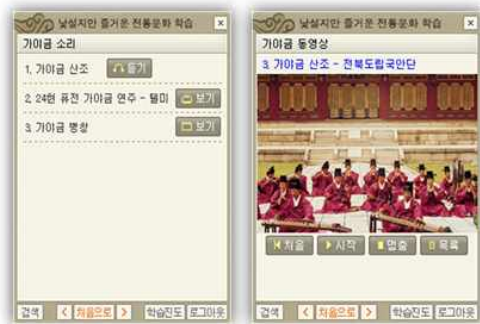 낯설지만 즐거운 전통문화 학습
가야금 소리
1. 가야금 산조 듣기
2. 24현 퓨전 가야금 연주 - 탤미 보기
3. 가야금 병창 보기
검색 < 처음으로 > 학습진도 로그아웃
낯설지만 즐거운 전통문화 학습
가야금 동영상
3. 가야금 산조 - 전북도립국안단
처음 시작 멈춤 목록
검색 < 처음으로 > 학습진도 로그아웃